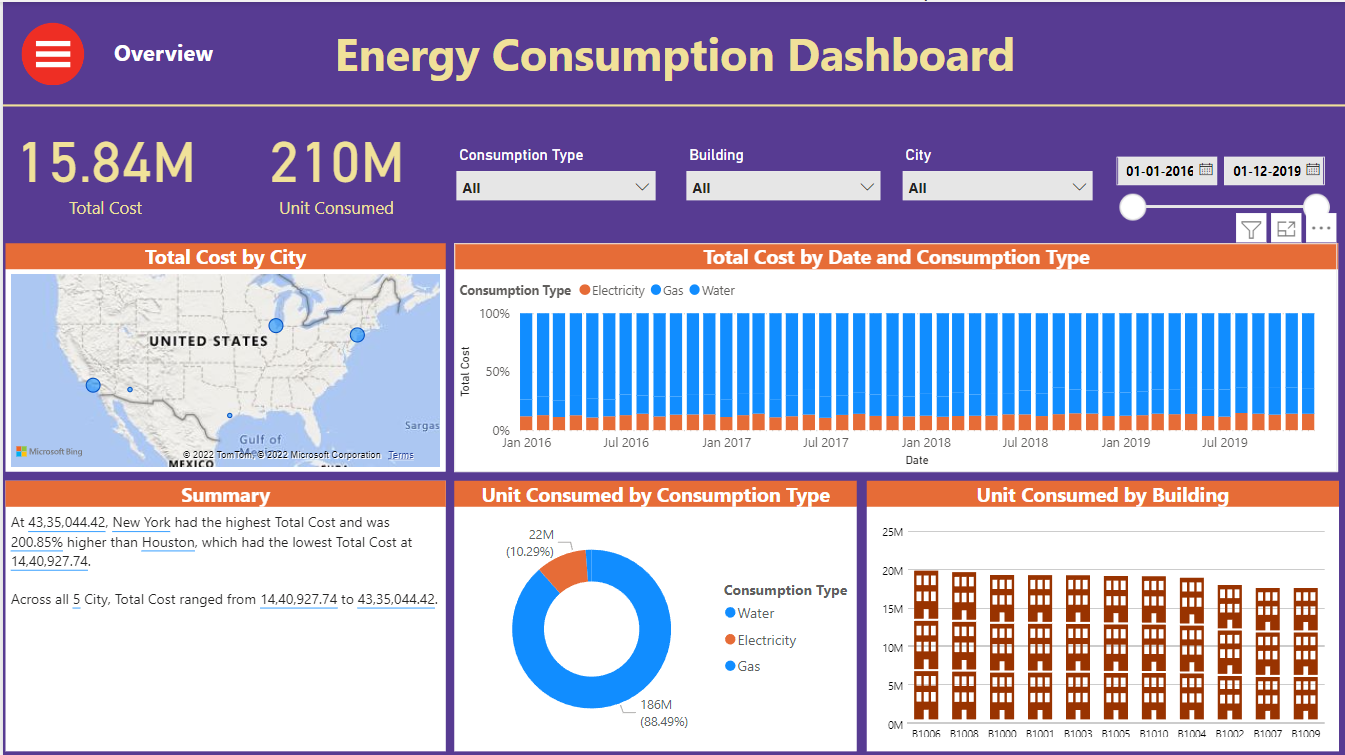 Overview
Energy Consumption Dashboard
15.84M
Total Cost
210M
Unit Consumed
Consumption Type
All
Building
All
City
All
01-01-2016
01-12-2019
Total Cost by City
UNITED STATES
Gulf of
MEXICO
Sargas
Microsoft Bing
© 2022 TomTom, © 2022 Microsoft Corporation Terms
Total Cost by Date and Consumption Type
Consumption Type Electricity Gas Water
Total Cost
100%
50%
0%
Jan 2016 Jul 2016 Jan 2017 Jul 2017 Jan 2018 Jul 2018 Jan 2019 Jul 2019
Date
Summary
At 43,35,044.42, New York had the highest Total Cost and was
200.85% higher than Houston, which had the lowest Total Cost at
14,40,927.74.
Across all 5 City, Total Cost ranged from 14,40,927.74 to 43,35,044.42.
Unit Consumed by Consumption Type
22M
(10.29%)
186M
(88.49%)
Consumption Type
Water
Electricity
Gas
Unit Consumed by Building
25M
20M
15M
10M
5M
0M
B1006 B1008 B1000 B1001 B1003 B1005 B1010 B1004 B1002 B1007 B1009